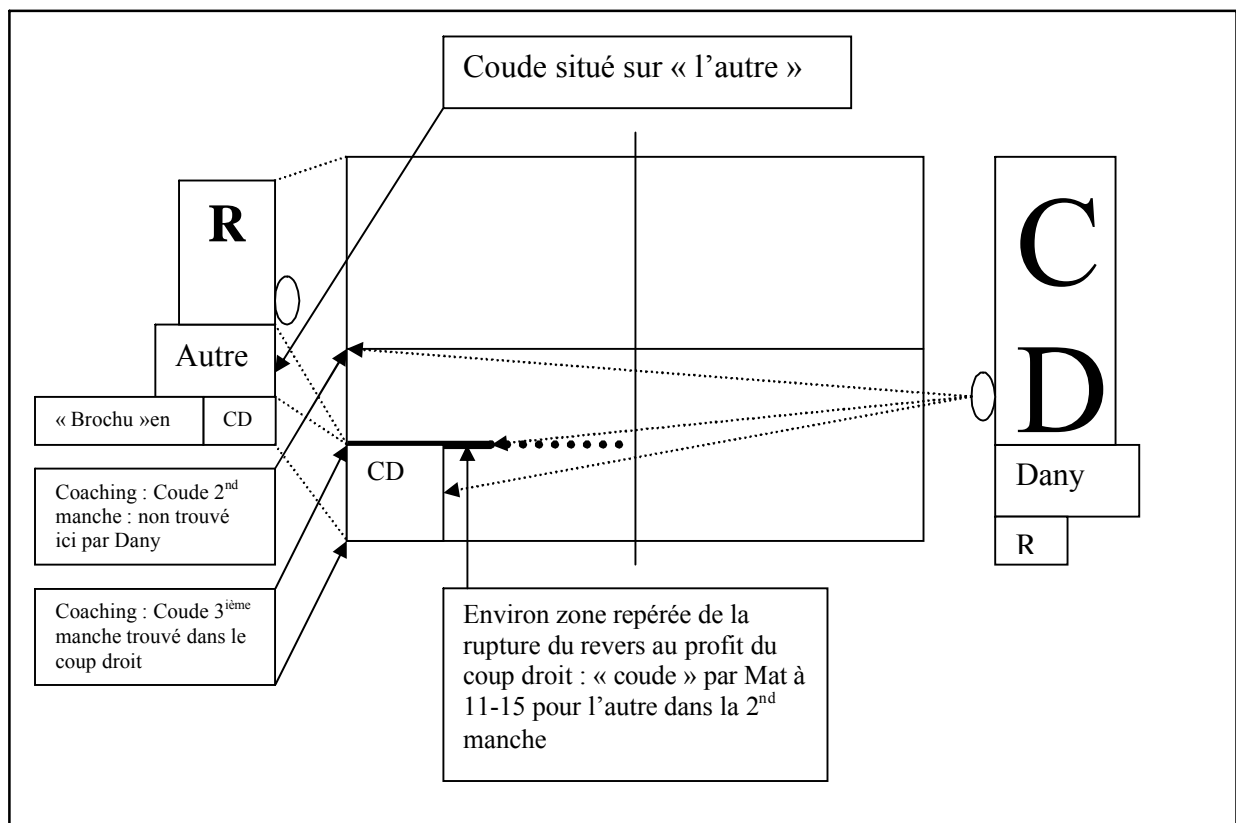 Coude situé sur « l’autre »
R
Autre
« Brochu »en
CD
Coaching : Coude 2nd
manche : non trouvé
ici par Dany
Coaching : Coude 3ième
manche trouvé dans le
coup droit
CD
Environ zone repérée de la
rupture du revers au profit du
coup droit : « coude » par Mat à
11-15 pour l’autre dans la 2nd
manche
C
D
Dany
R